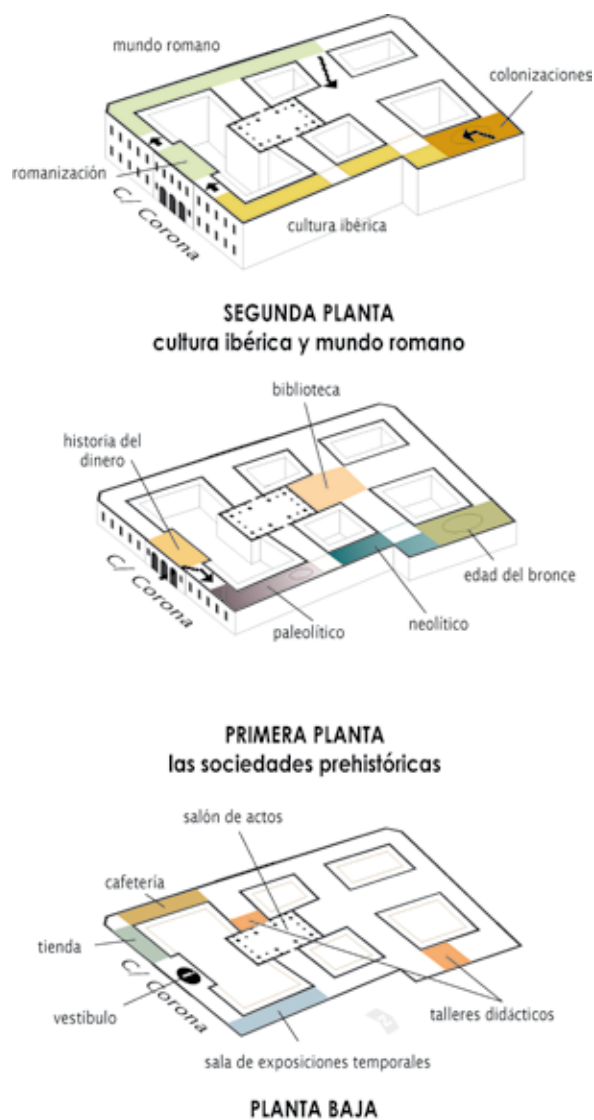 mundo romano
colonizaciones
romanización
C/ Corona
cultura ibérica
SEGUNDA PLANTA
cultura ibérica y mundo romano
biblioteca
historia del
dinero
C/ Corona
edad del bronce
neolítico
paleolítico
PRIMERA PLANTA
las sociedades prehistóricas
salón de actos
cafetería
tienda
C/ Corona
vestíbulo
talleres didácticos
sala de exposiciones temporales
PLANTA BAJA